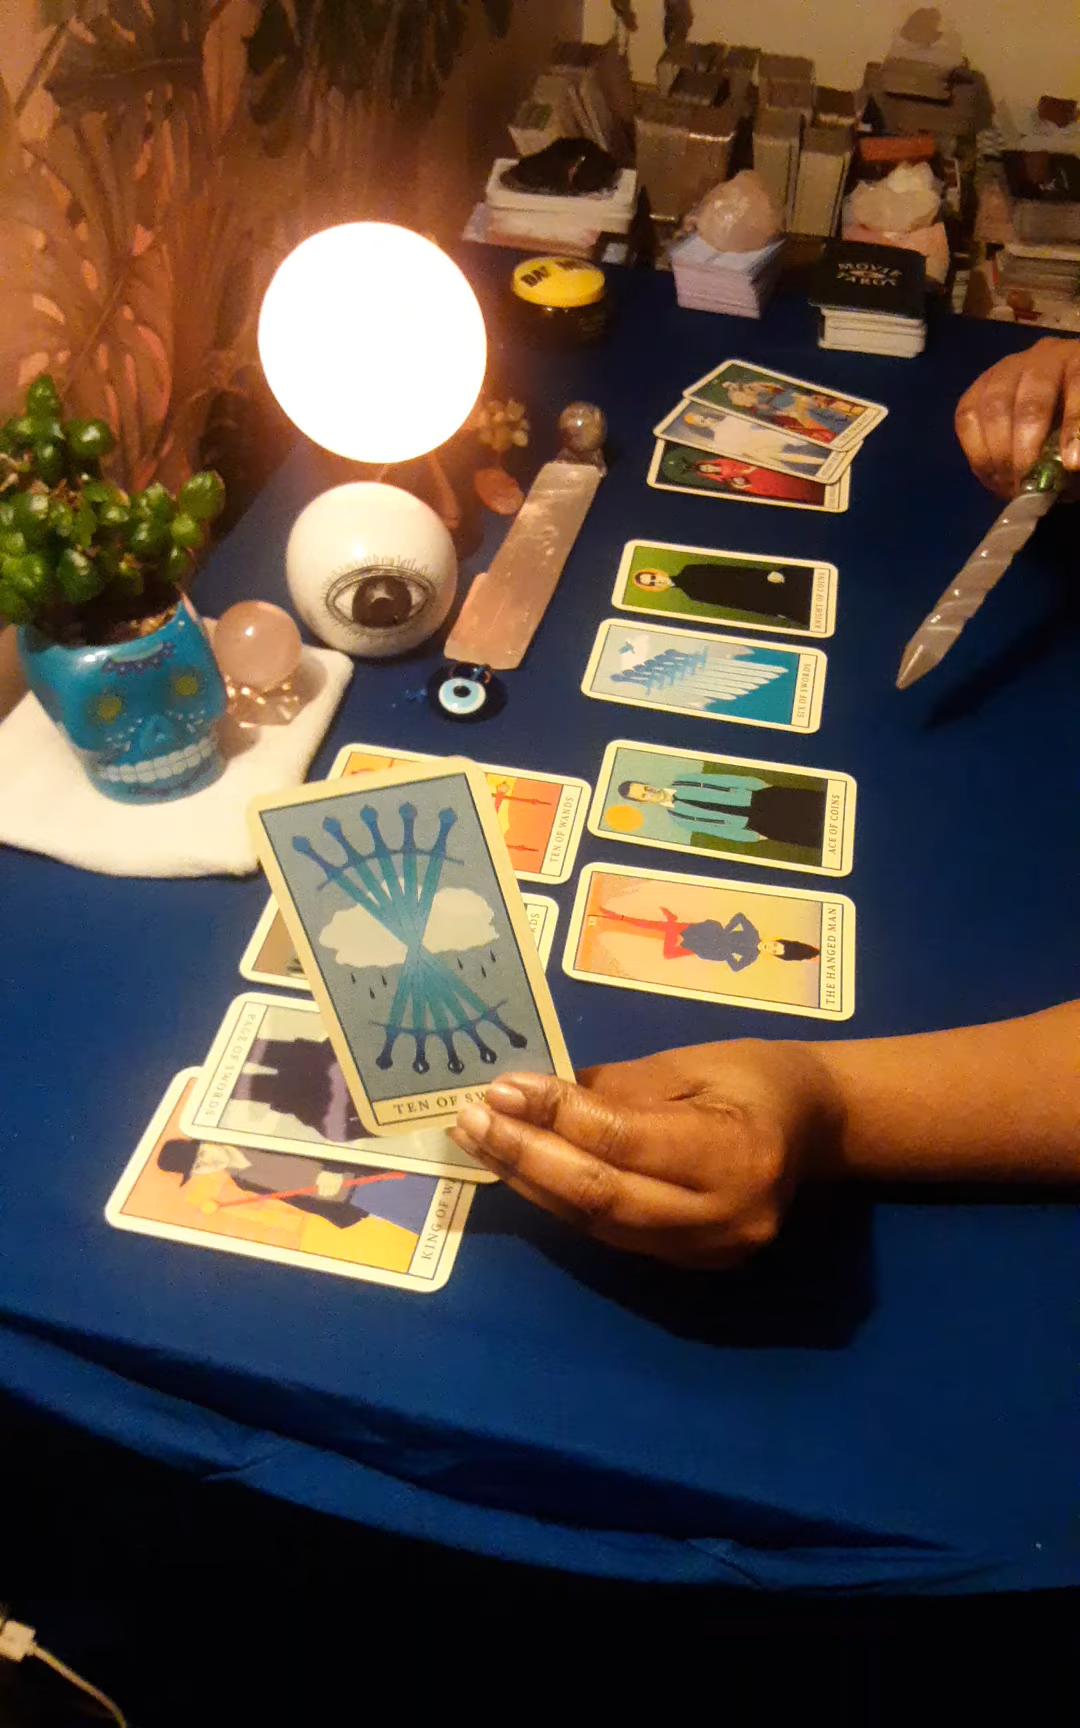 MOVIE
TAROT
KNIGHT OF COINS
SIX OF SWORDS
TEN OF WANDS
ACE OF COINS
THE HANGED MAN
PAGE OF SWORDS
TEN OF SW
KING OF W